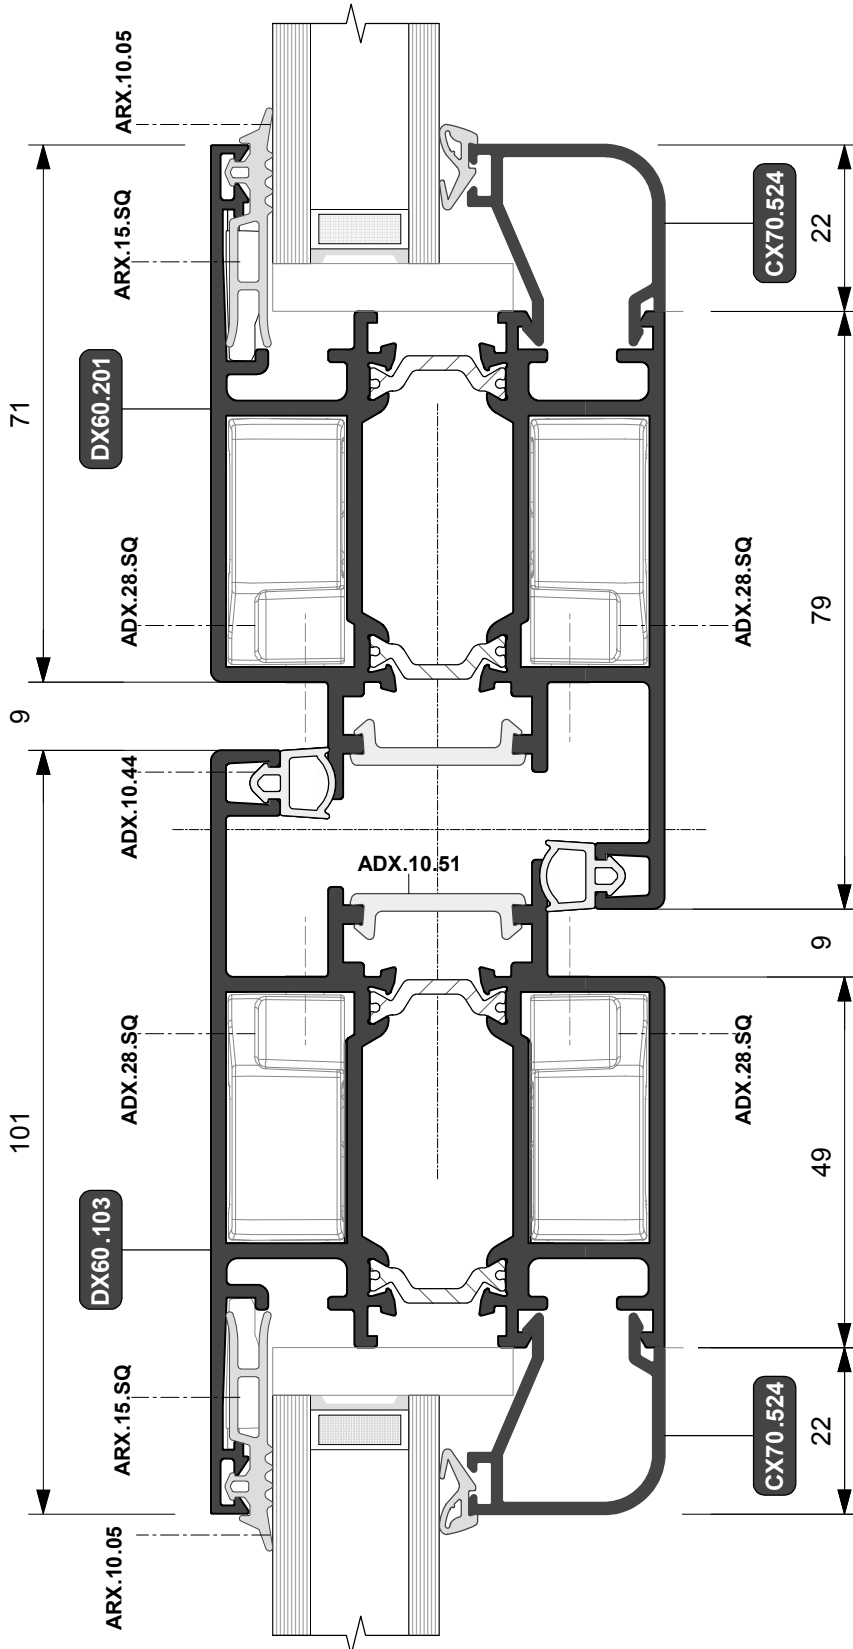 ARX.10.05
ARX.15.SQ
DX60.201
71
ADX.28.SQ
9
ADX.10.44
ADX.10.51
ADX.28.SQ
101
DX60.103
ARX.15.SQ
ARX.10.05
CX70.524
22
ADX.28.SQ
79
9
ADX.28.SQ
49
CX70.524
22